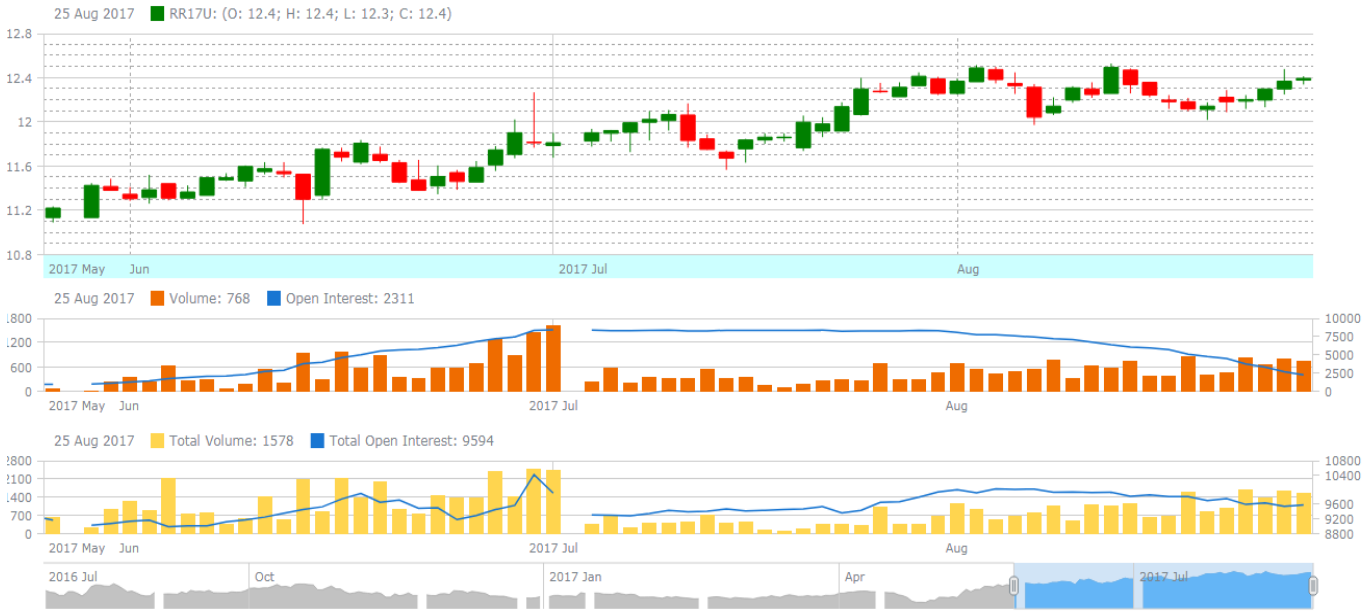 25 Aug 2017 RR17U: (O: 12.4; H: 12.4; L: 12.3; C: 12.4)
12.8
12.4
12
11.6
11.2
10.8
2017 May Jun 2017 Jul Aug
25 Aug 2017 Volume: 768 Open Interest: 2311
1800 10000
1200 7500
5000
600 2500
0 0
2017 May Jun 2017 Jul Aug
25 Aug 2017 Total Volume: 1578 Total Open Interest: 9594
2800 10800
2100 10400
1400
700 9600
9200
0 8800
2017 May Jun 2017 Jul Aug
2016 Jul Oct 2017 Jan Apr 2017 Jul